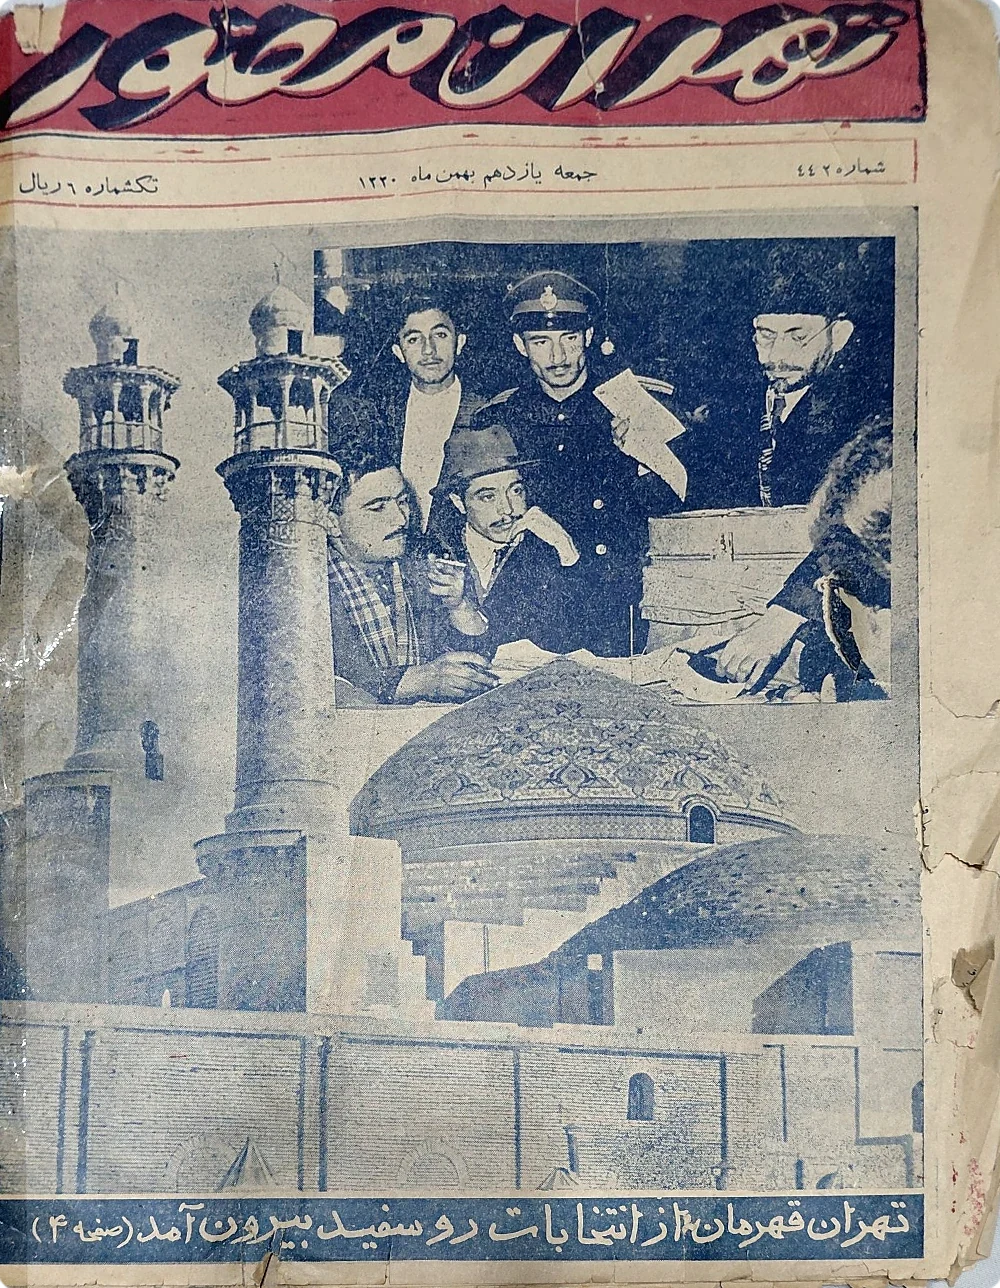 تهران مصور
شماره ۴۴۲ جمعه یازدهم بهمن ماه ۱۳۳۰ تکشماره ۶ ریال
تهران قهرمان از انتخابات رو سفید بیرون آمد (صفحه ۴)